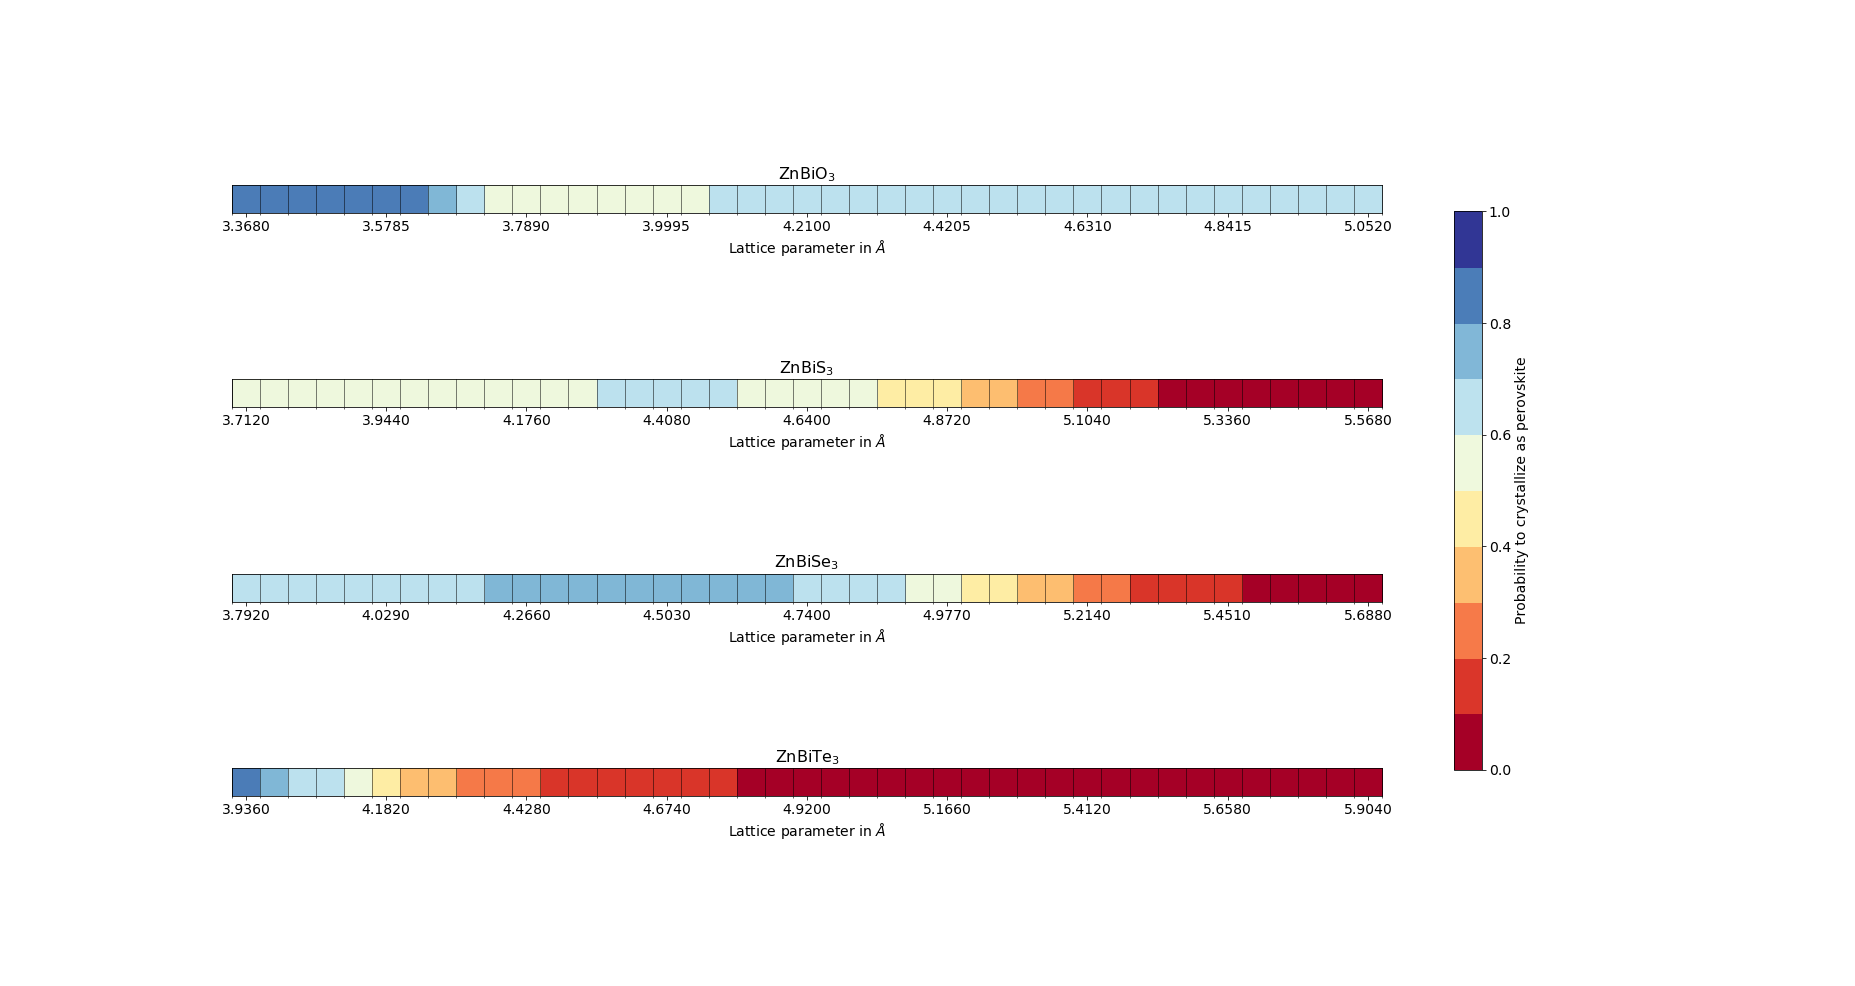 ZnBiO₃
3.3680 3.5785 3.7890 3.9995 4.2100 4.4205 4.6310 4.8415 5.0520
Lattice parameter in Å
ZnBiS₃
3.7120 3.9440 4.1760 4.4080 4.6400 4.8720 5.1040 5.3360 5.5680
Lattice parameter in Å
ZnBiSe₃
3.7920 4.0290 4.2660 4.5030 4.7400 4.9770 5.2140 5.4510 5.6880
Lattice parameter in Å
ZnBiTe₃
3.9360 4.1820 4.4280 4.6740 4.9200 5.1660 5.4120 5.6580 5.9040
Lattice parameter in Å
1.0
0.8
0.6
0.4
0.2
0.0
Probability to crystallize as perovskite